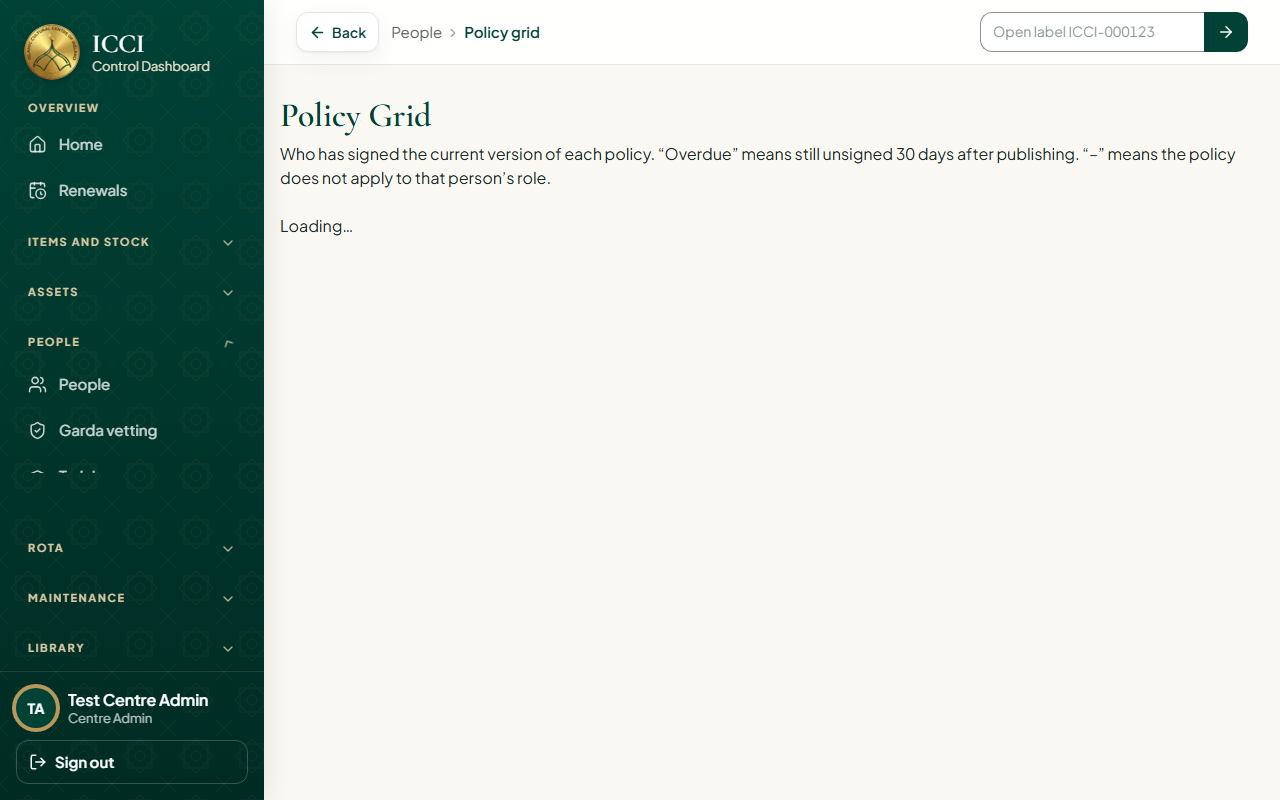 ICCI
Control Dashboard
OVERVIEW
Home
Renewals
ITEMS AND STOCK
ASSETS
PEOPLE
People
Garda vetting
ROTA
MAINTENANCE
LIBRARY
TA
Test Centre Admin
Centre Admin
Sign out
Back
People
Policy grid
Open label ICCI-000123
Policy Grid
Who has signed the current version of each policy. “Overdue” means still unsigned 30 days after publishing. “–” means the policy
does not apply to that person’s role.
Loading…